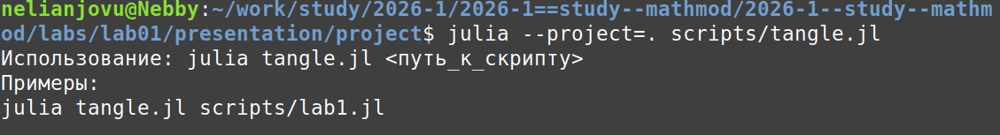 nelianjovu@Nebby:~/work/study/2026-1/2026-1==study--mathmod/2026-1--study--mathm
od/labs/lab01/presentation/project$ julia --project=. scripts/tangle.jl
Использование: julia tangle.jl <путь_к_скрипту>
Примеры:
julia tangle.jl scripts/lab1.jl